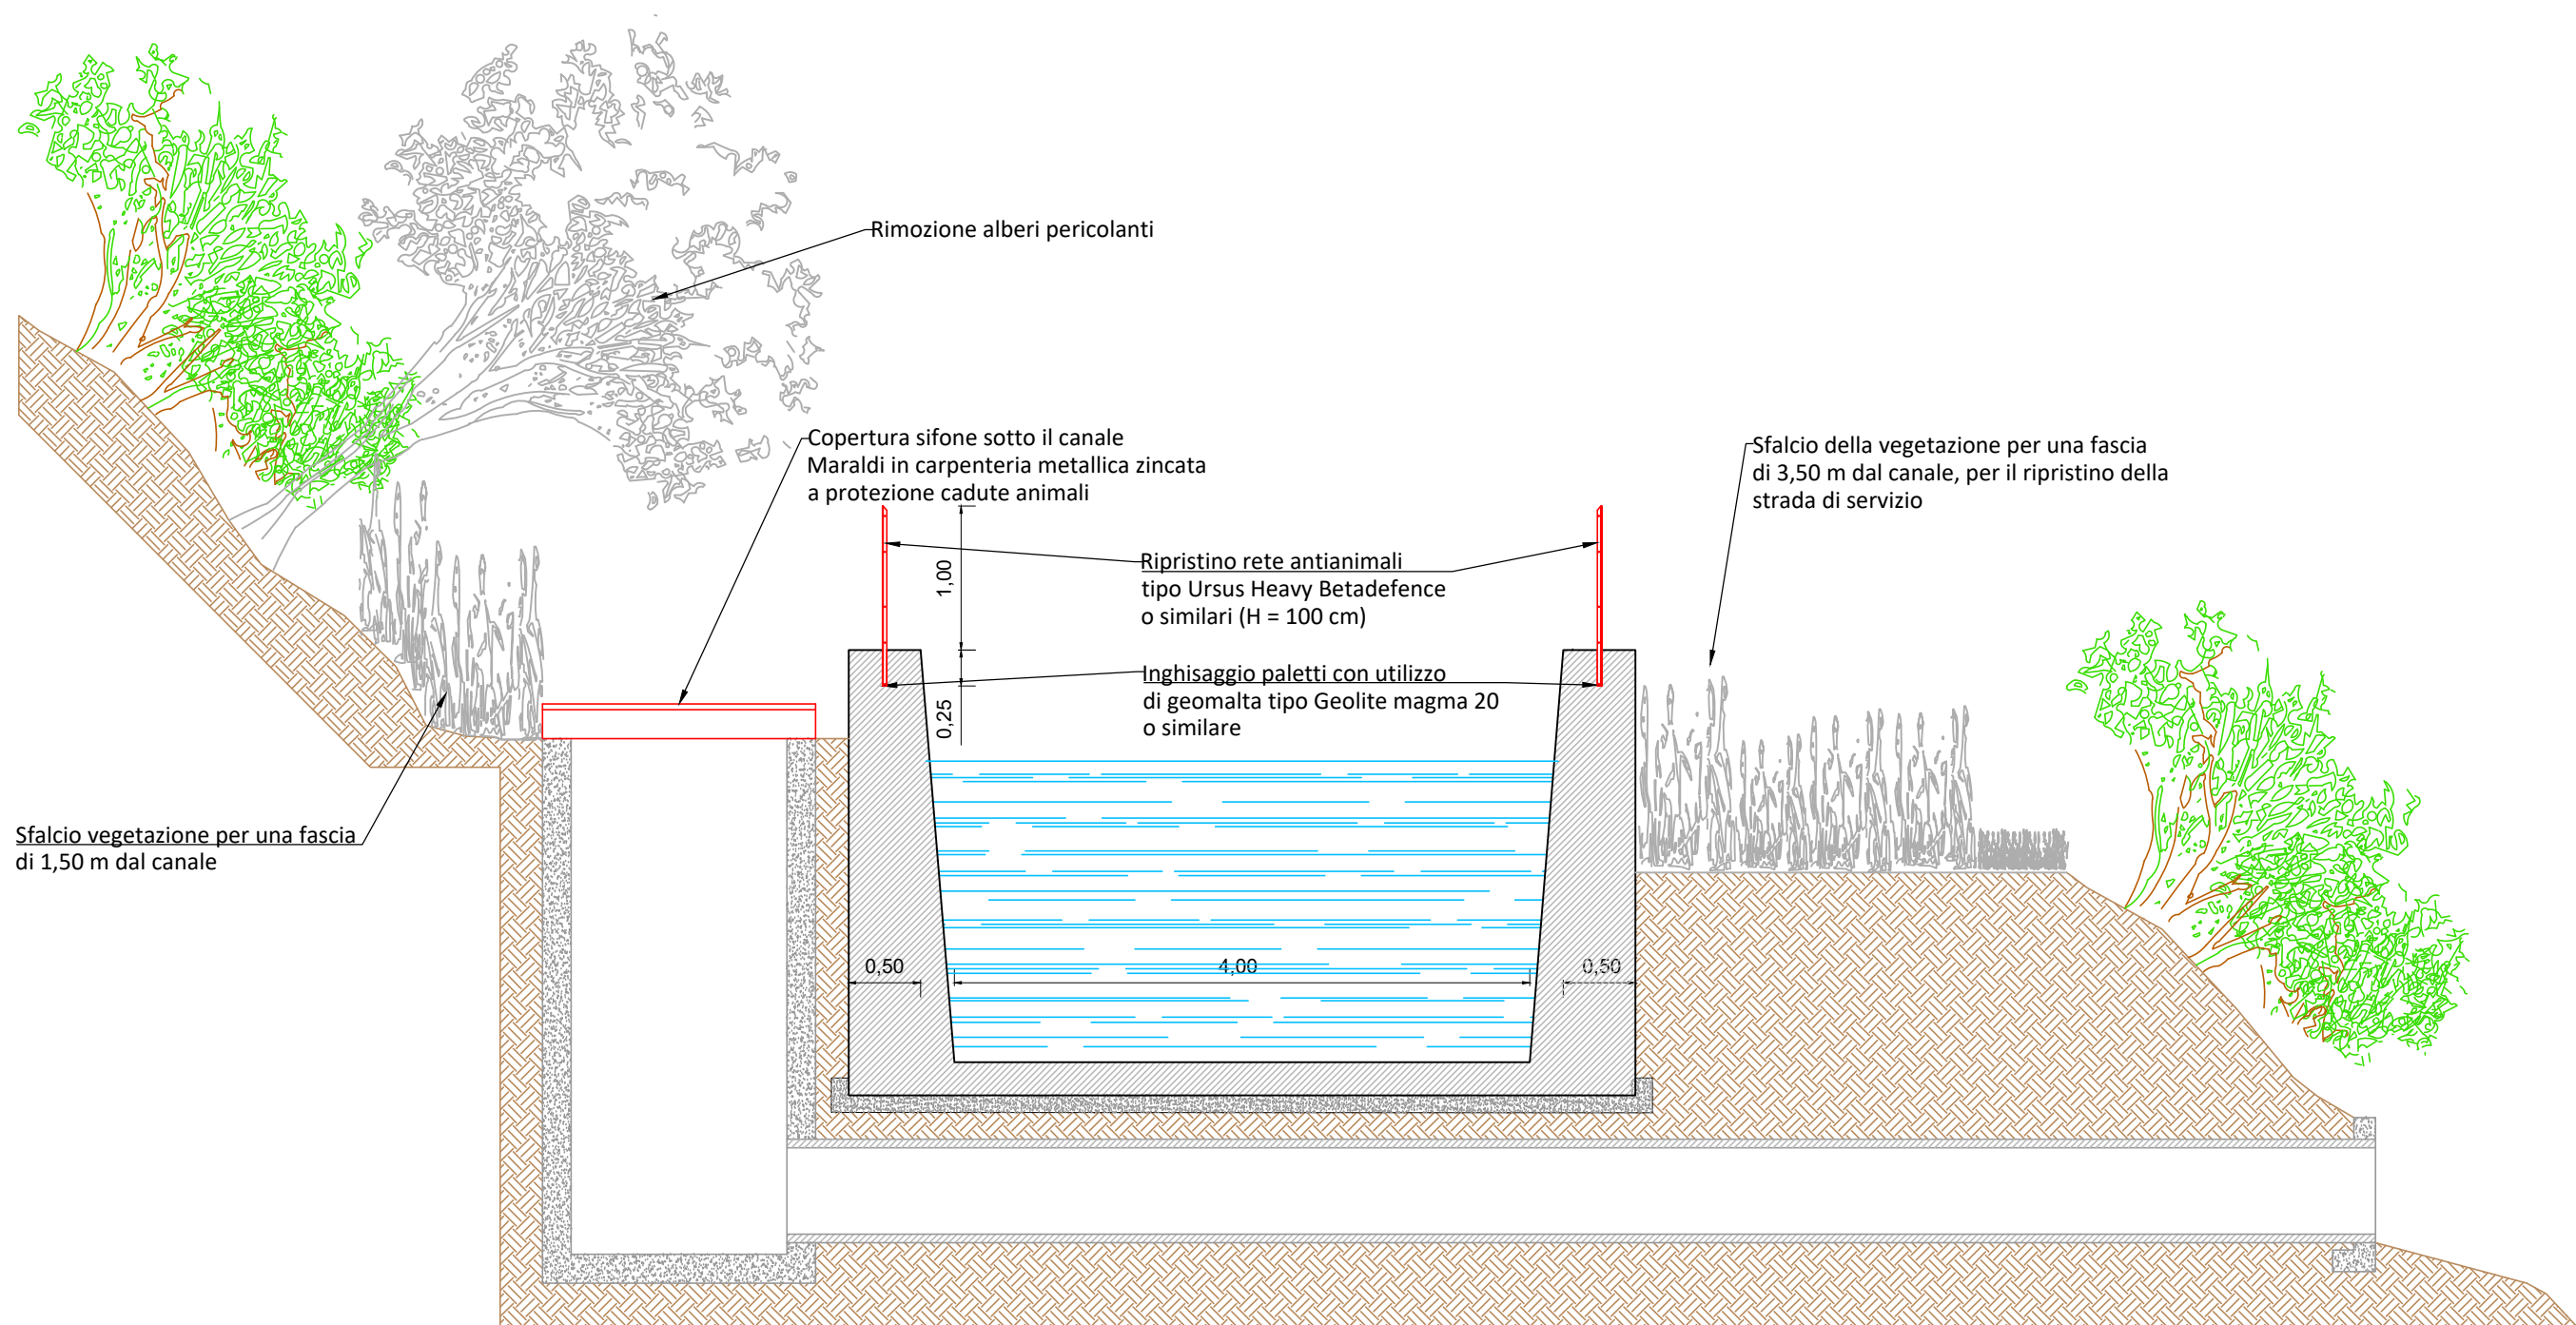 Rimozione alberi pericolanti
Copertura sifone sotto il canale
Maraldi in carpenteria metallica zincata
a protezione cadute animali
Sfalcio della vegetazione per una fascia
di 3,50 m dal canale, per il ripristino della
strada di servizio
1,00
Ripristino rete antianimali
tipo Ursus Heavy Betadefence
o similari (H = 100 cm)
0,25
Inghisaggio paletti con utilizzo
di geomalta tipo Geolite magma 20
o similare
Sfalcio vegetazione per una fascia
di 1,50 m dal canale
0,50
4,00
0,50